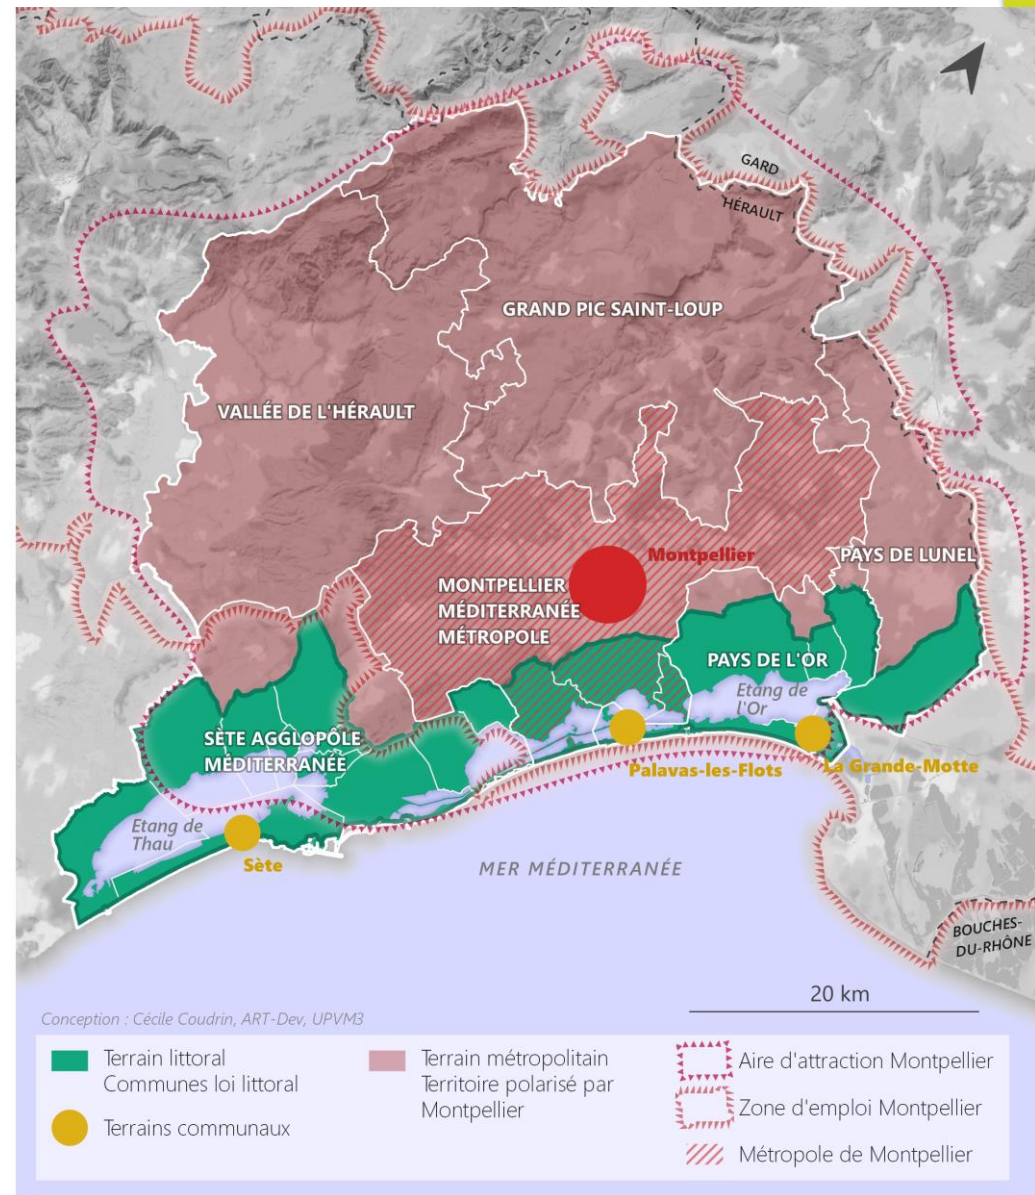 GARD
HÉRAULT
GRAND PIC SAINT-LOUP
VALLÉE DE L'HÉRAULT
Montpellier
PAYS DE LUNEL
MONTPELLIER
MÉDITERRANÉE
MÉTROPOLE
PAYS DE L'OR
Etang de
l'Or
SÈTE AGGLOPÔLE
MÉDITERRANÉE
Palavas-les-Flots
La Grande-Motte
Etang de
Thau
Sète
MER MÉDITERRANÉE
BOUCHES-
DU-RHÔNE
20 km
Conception : Cécile Coudrin, ART-Dev, UPVM3
Terrain littoral
Communes loi littoral
Terrains communaux
Terrain métropolitain
Territoire polarisé par
Montpellier
Aire d'attraction Montpellier
Zone d'emploi Montpellier
Métropole de Montpellier